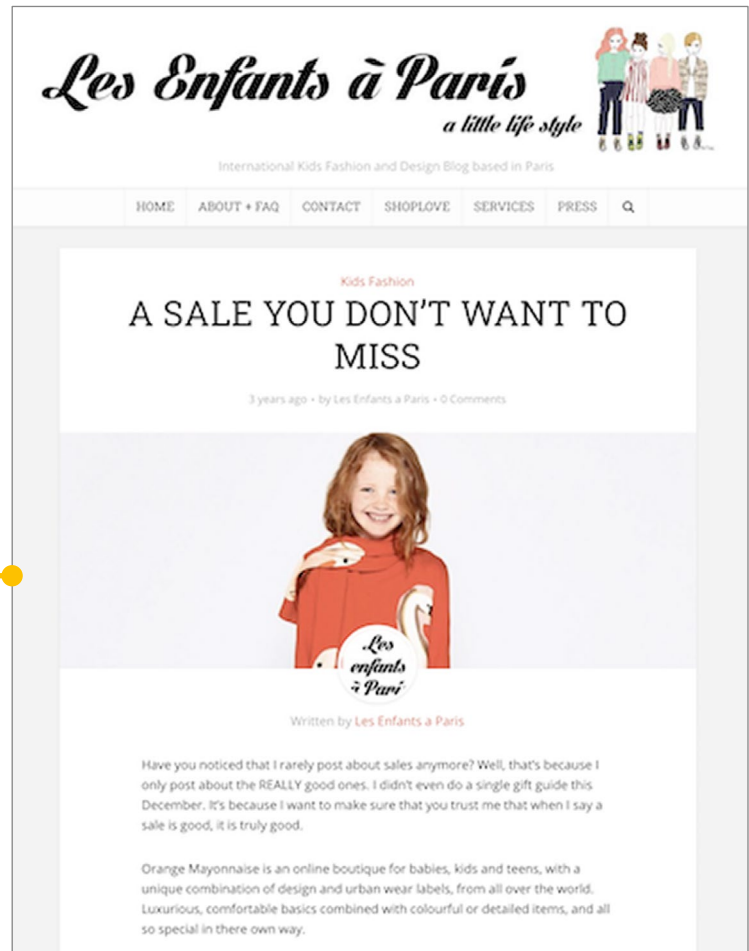 Les Enfants à París
a little life style
International Kids Fashion and Design Blog based in Paris
HOME ABOUT + FAQ CONTACT SHOPLOVE SERVICES PRESS
Kids Fashion
A SALE YOU DON'T WANT TO
MISS
3 years ago • by Les Enfants a Paris • 0 Comments
Les
enfants
à Parí
Written by Les Enfants a Paris
Have you noticed that I rarely post about sales anymore? Well, that's because I
only post about the REALLY good ones. I didn't even do a single gift guide this
December. It's because I want to make sure that you trust me that when I say a
sale is good, it is truly good.
Orange Mayonnaise is an online boutique for babies, kids and teens, with a
unique combination of design and urban wear labels, from all over the world.
Luxurious, comfortable basics combined with colourful or detailed items, and all
so special in there own way.